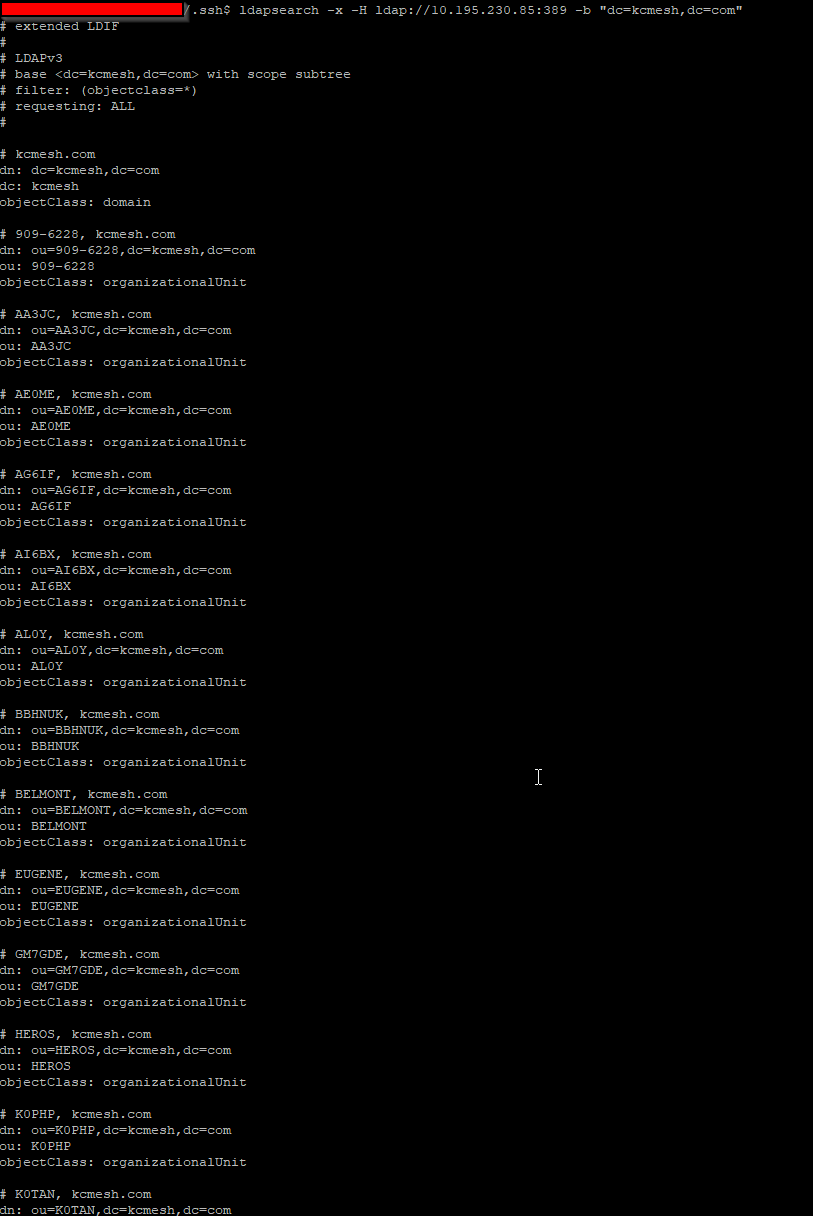 /.ssh$ ldapsearch -x -H ldap://10.195.230.85:389 -b "dc=kcmesh,dc=com"
# extended LDIF
#
# LDAPv3
# base <dc=kcmesh,dc=com> with scope subtree
# filter: (objectclass=*)
# requesting: ALL
#
# kcmesh.com
dn: dc=kcmesh,dc=com
dc: kcmesh
objectClass: domain
# 909-6228, kcmesh.com
dn: ou=909-6228,dc=kcmesh,dc=com
ou: 909-6228
objectClass: organizationalUnit
# AA3JC, kcmesh.com
dn: ou=AA3JC,dc=kcmesh,dc=com
ou: AA3JC
objectClass: organizationalUnit
# AE0ME, kcmesh.com
dn: ou=AE0ME,dc=kcmesh,dc=com
ou: AE0ME
objectClass: organizationalUnit
# AG6IF, kcmesh.com
dn: ou=AG6IF,dc=kcmesh,dc=com
ou: AG6IF
objectClass: organizationalUnit
# AI6BX, kcmesh.com
dn: ou=AI6BX,dc=kcmesh,dc=com
ou: AI6BX
objectClass: organizationalUnit
# AL0Y, kcmesh.com
dn: ou=AL0Y,dc=kcmesh,dc=com
ou: AL0Y
objectClass: organizationalUnit
# BBHNUK, kcmesh.com
dn: ou=BBHNUK,dc=kcmesh,dc=com
ou: BBHNUK
objectClass: organizationalUnit
# BELMONT, kcmesh.com
dn: ou=BELMONT,dc=kcmesh,dc=com
ou: BELMONT
objectClass: organizationalUnit
# EUGENE, kcmesh.com
dn: ou=EUGENE,dc=kcmesh,dc=com
ou: EUGENE
objectClass: organizationalUnit
# GM7GDE, kcmesh.com
dn: ou=GM7GDE,dc=kcmesh,dc=com
ou: GM7GDE
objectClass: organizationalUnit
# HEROS, kcmesh.com
dn: ou=HEROS,dc=kcmesh,dc=com
ou: HEROS
objectClass: organizationalUnit
# K0PHP, kcmesh.com
dn: ou=K0PHP,dc=kcmesh,dc=com
ou: K0PHP
objectClass: organizationalUnit
# K0TAN, kcmesh.com
dn: ou=K0TAN,dc=kcmesh,dc=com